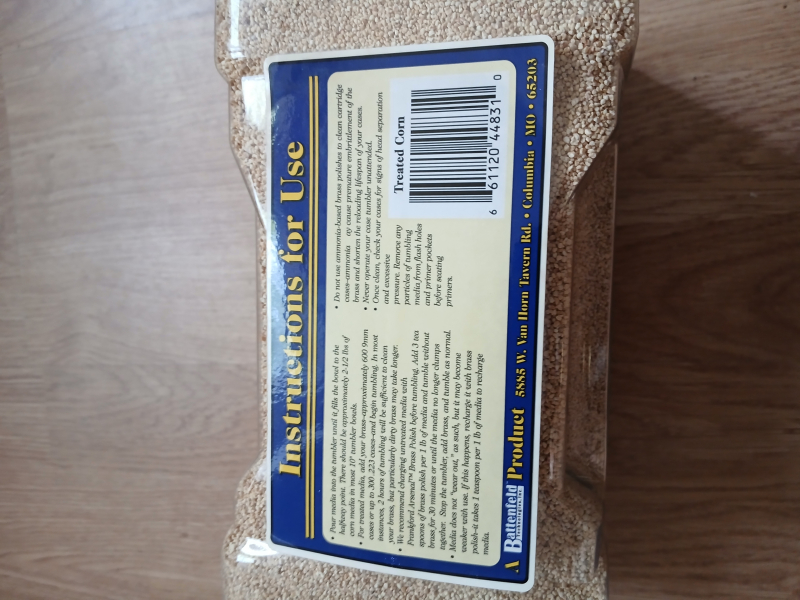 Instructions for Use
• Pour media into the tumbler until it fills the bowl to the
halfway point. There should be approximately 2-1/2 lbs of
corn media in most 10" tumbler bowls.
• For treated media, add your brass-approximately 600 9mm
cases or up to 300 .223 cases-and begin tumbling. In most
instances, 2 hours of tumbling will be sufficient to clean
your brass, but particularly dirty brass may take longer.
• We recommend charging untreated media with
Frankford Arsenal™ Brass Polish before tumbling. Add 3 tea
spoons of brass polish per 1 lb of media and tumble without
brass for 30 minutes or until the media no longer clumps
together. Stop the tumbler, add brass, and tumble as normal.
• Media does not "wear out," as such, but it may become
weaker with use. If this happens, recharge it with brass
polish-it takes 1 teaspoon per 1 lb of media to recharge
media.
• Do not use ammonia-based brass polishes to clean cartridge
cases-ammonia ay cause premature embrittlement of the
brass and shorten the reloading lifespan of your cases.
• Never operate your case tumbler unattended.
• Once clean, check your cases for signs of head separation
and excessive
pressure. Remove any
particles of tumbling
media from flash holes
and primer pockets
before seating
primers.
Treated Corn
6 61120 44831 0
A Battenfeld Product 5885 W. Van Horn Tavern Rd. • Columbia • MO • 65203
Technologies, Inc.